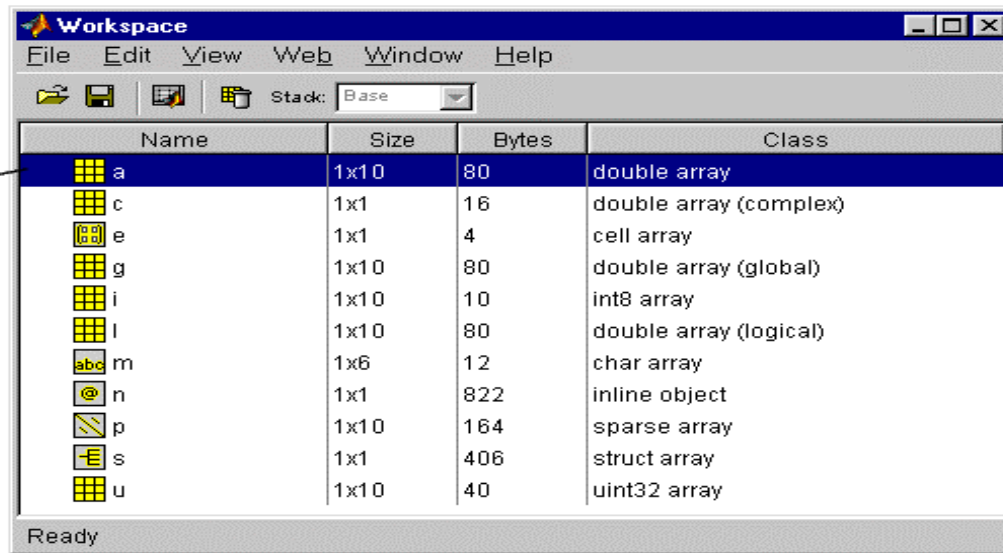 Workspace
File Edit View Web Window Help
Stack: Base
Name Size Bytes Class
a 1x10 80 double array
c 1x1 16 double array (complex)
e 1x1 4 cell array
g 1x10 80 double array (global)
i 1x10 10 int8 array
l 1x10 80 double array (logical)
abc m 1x6 12 char array
@ n 1x1 822 inline object
p 1x10 164 sparse array
s 1x1 406 struct array
u 1x10 40 uint32 array
Ready